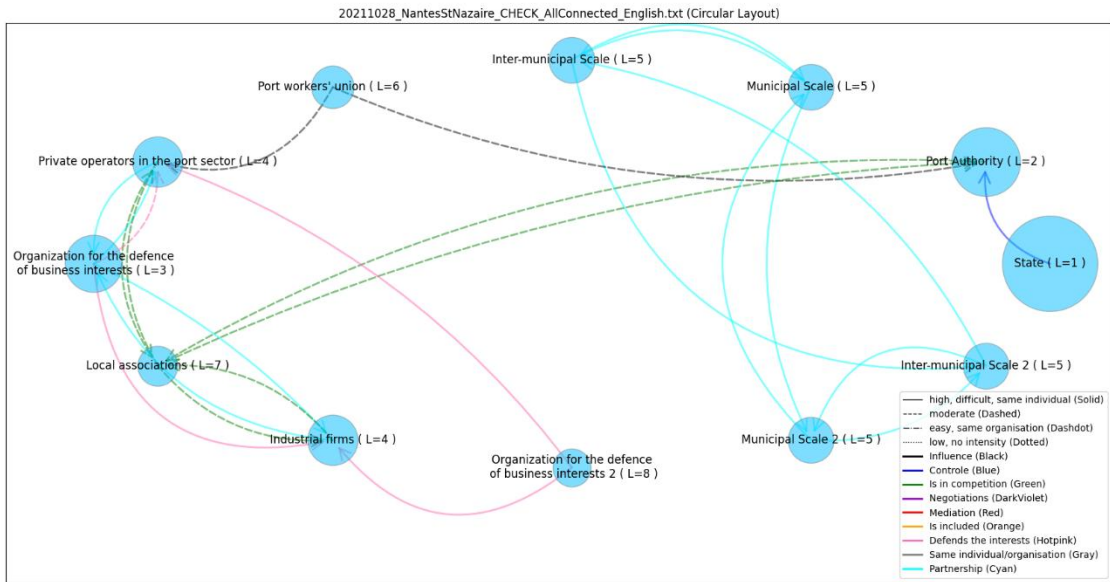 20211028_NantesStNazaire_CHECK_AllConnected_English.txt (Circular Layout)
Inter-municipal Scale ( L=5 )
Municipal Scale ( L=5 )
Port workers' union ( L=6 )
Private operators in the port sector ( L=4 )
Port Authority ( L=2 )
Organization for the defence
of business interests ( L=3 )
State ( L=1 )
Local associations ( L=7 )
Inter-municipal Scale 2 ( L=5 )
Industrial firms ( L=4 )
Municipal Scale 2 ( L=5 )
Organization for the defence
of business interests 2 ( L=8 )
high, difficult, same individual (Solid)
moderate (Dashed)
easy, same organisation (Dashdot)
low, no intensity (Dotted)
Influence (Black)
Controle (Blue)
Is in competition (Green)
Negotiations (DarkViolet)
Mediation (Red)
Is included (Orange)
Defends the interests (Hotpink)
Same individual/organisation (Gray)
Partnership (Cyan)